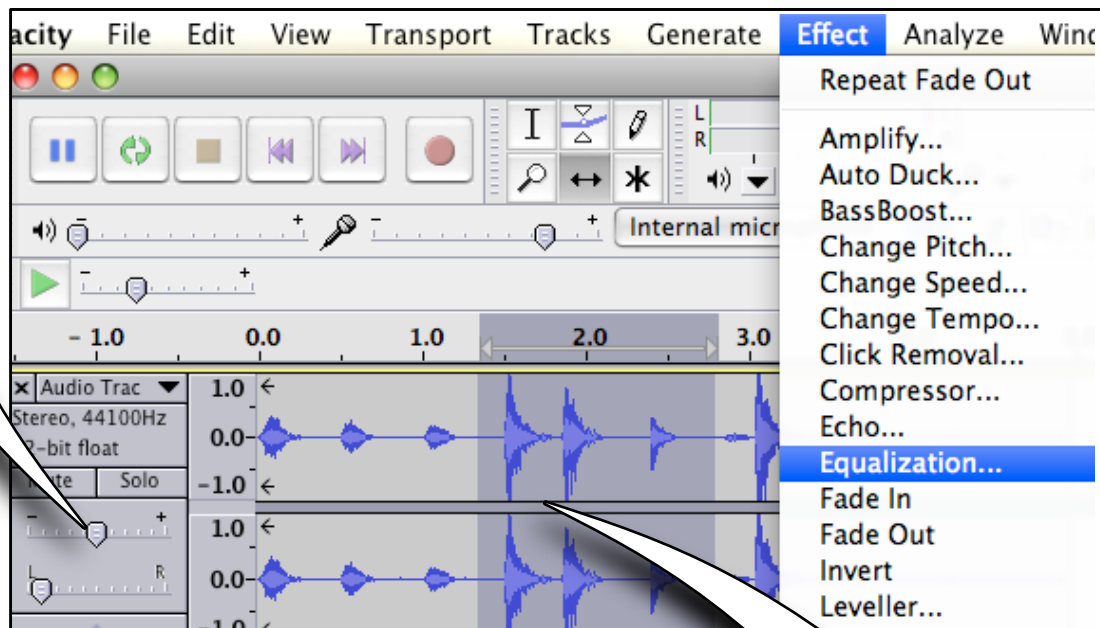 acity File Edit View Transport Tracks Generate Effect Analyze Wind
Repeat Fade Out
L
R
Amplify...
Auto Duck...
BassBoost...
Internal micr
Change Pitch...
Change Speed...
Change Tempo...
- 1.0 0.0 1.0 2.0 3.0
Click Removal...
Audio Trac 1.0
Compressor...
Stereo, 44100Hz
Echo...
-bit float 0.0
Equalization...
Solo -1.0
Fade In
- + 1.0
Fade Out
L R 0.0
Invert
Leveller...
-1.0